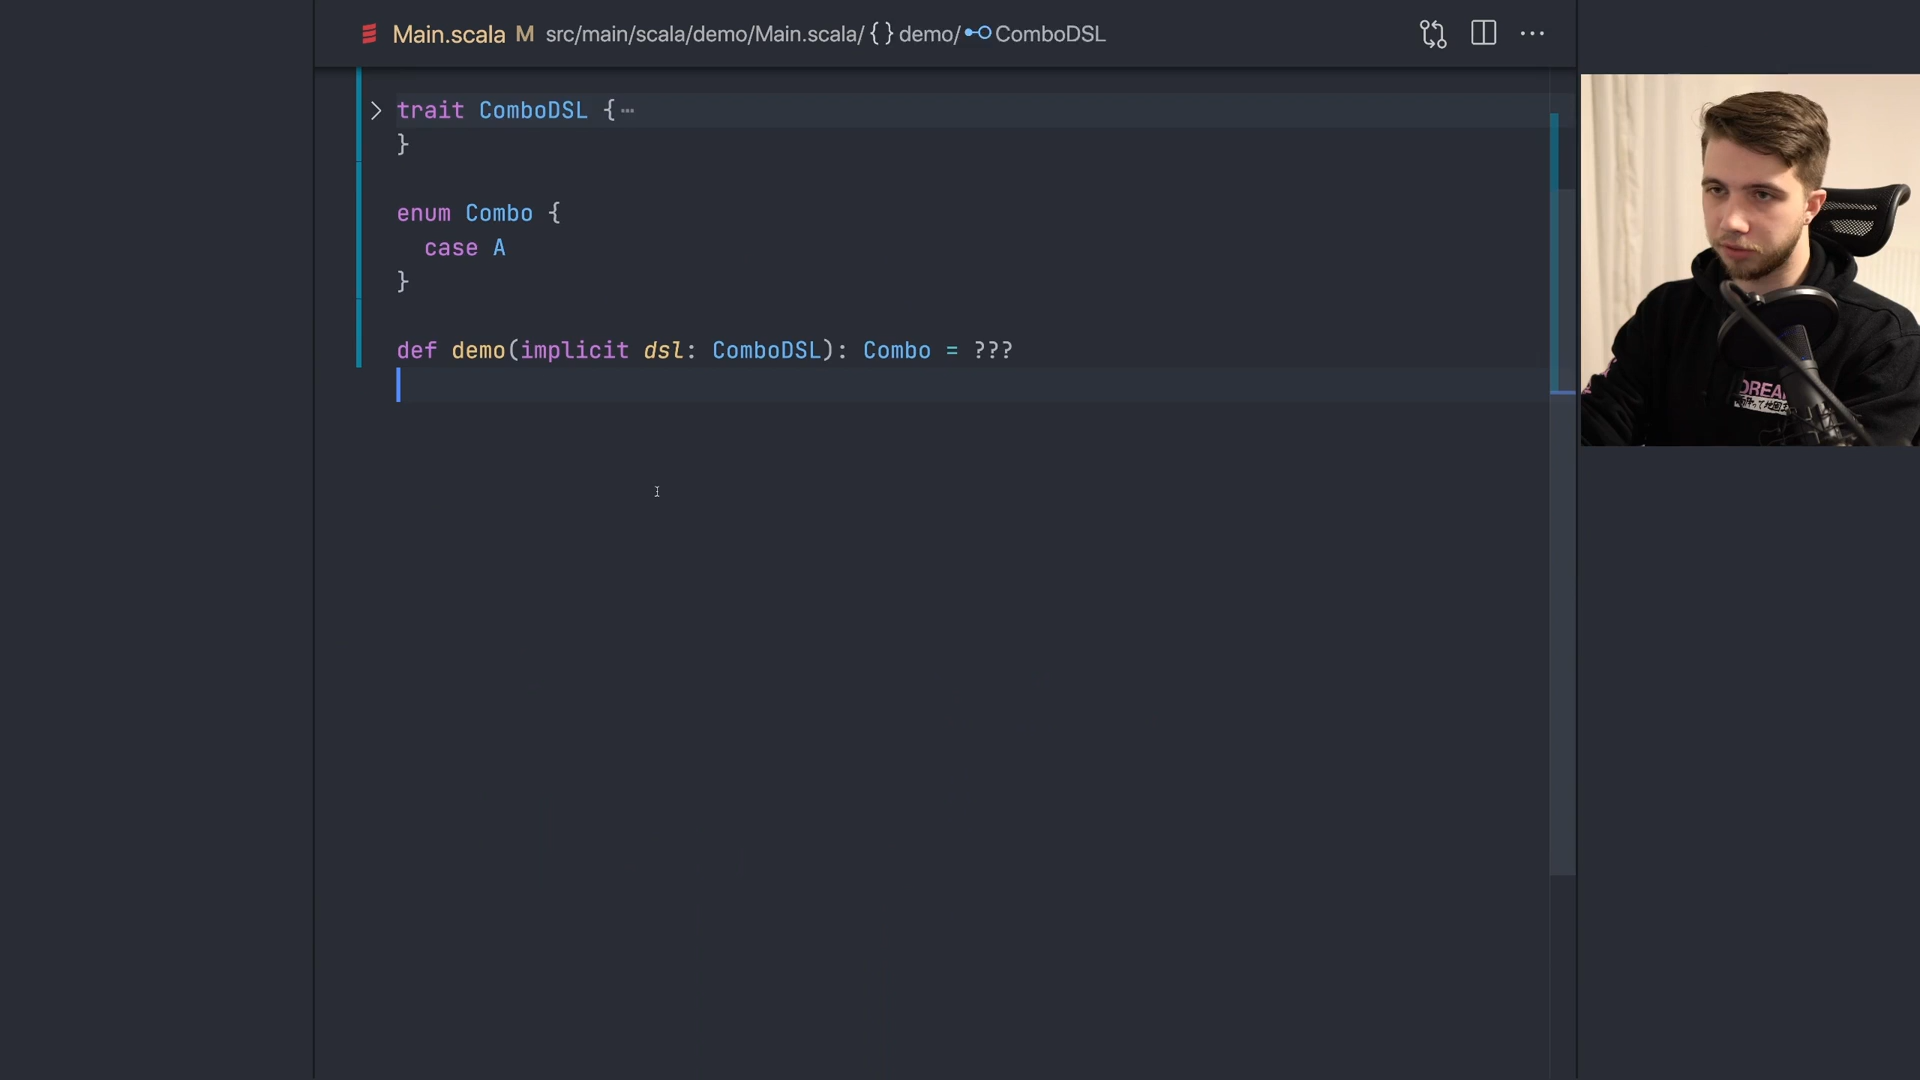 Main.scala M src/main/scala/demo/Main.scala/ {} demo/ ComboDSL
trait ComboDSL {
}
enum Combo {
case A
}
def demo(implicit dsl: ComboDSL): Combo = ???
DREA